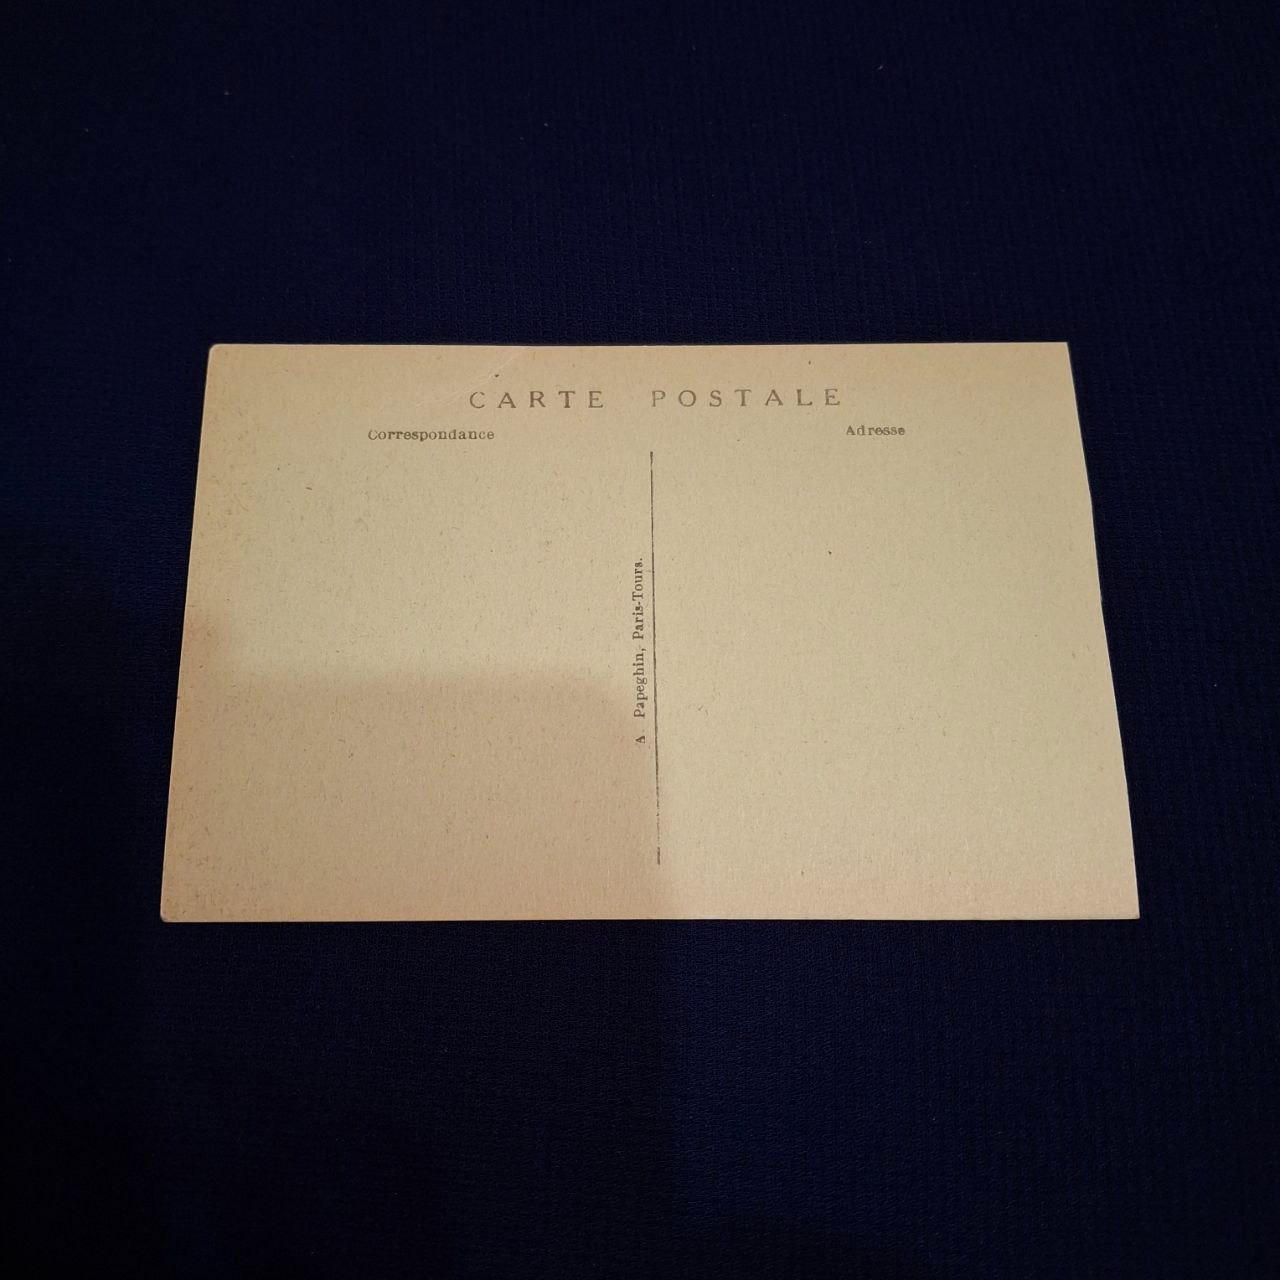 CARTE POSTALE
Correspondance
Adresse
A Papeghin, Paris-Tours.